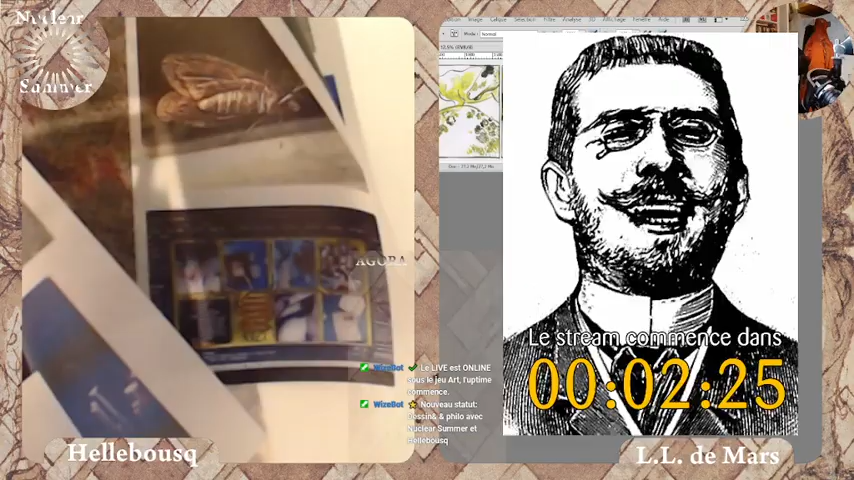 Nuclear
Summer
AGORA
WizeBot ✔ Le LIVE est ONLINE
sous le jeu Art, l'uptime
commence.
WizeBot ⭐ Nouveau statut:
Dessin& philo avec
Nuclear Summer et
Hellebousq
Le stream commence dans
00:02:25
Hellebousq
L.L. de Mars